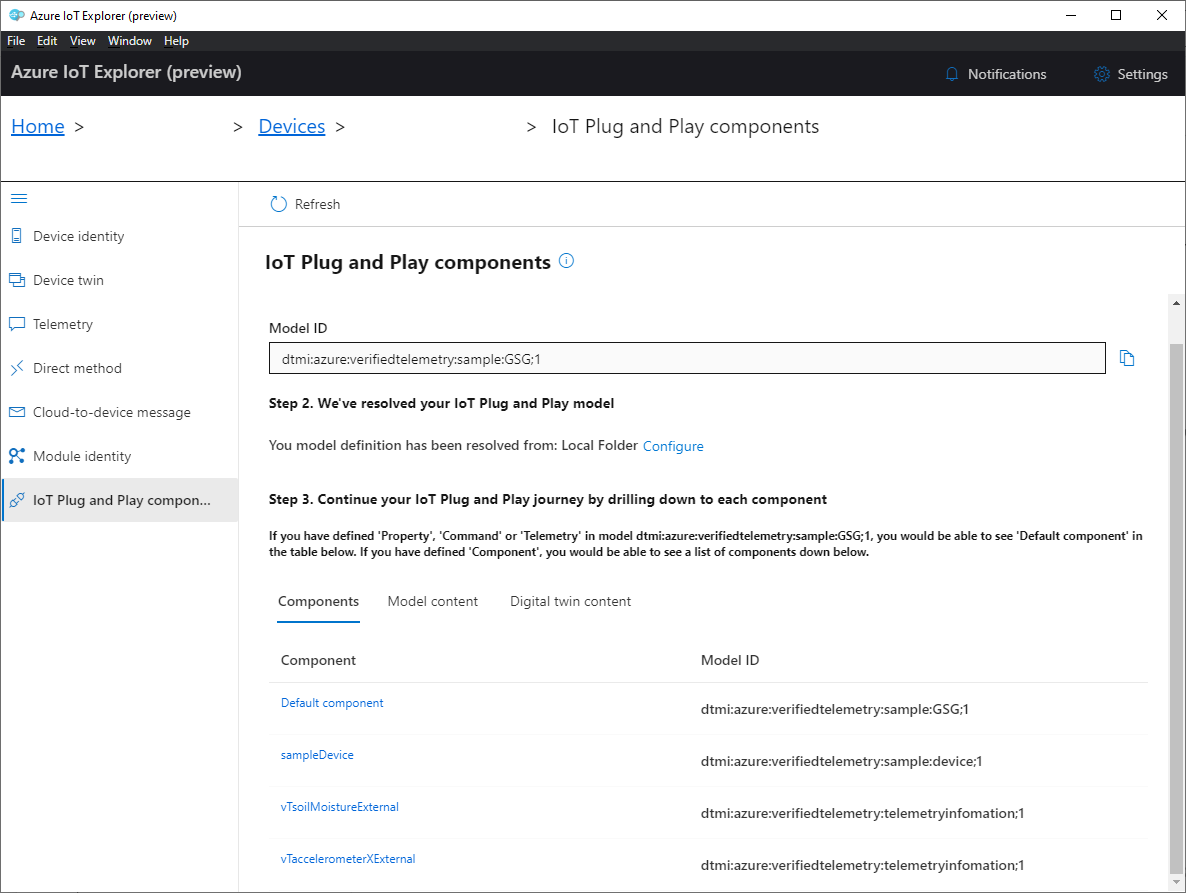 Azure IoT Explorer (preview)
File Edit View Window Help
Azure IoT Explorer (preview)
Notifications
Settings
Home > > Devices > > IoT Plug and Play components
Refresh
Device identity
Device twin
Telemetry
Direct method
Cloud-to-device message
Module identity
IoT Plug and Play compon...
IoT Plug and Play components
Model ID
dtmi:azure:verifiedtelemetry:sample:GSG;1
Step 2. We've resolved your IoT Plug and Play model
You model definition has been resolved from: Local Folder Configure
Step 3. Continue your IoT Plug and Play journey by drilling down to each component
If you have defined 'Property', 'Command' or 'Telemetry' in model dtmi:azure:verifiedtelemetry:sample:GSG;1, you would be able to see 'Default component' in
the table below. If you have defined 'Component', you would be able to see a list of components down below.
Components Model content Digital twin content
Component Model ID
Default component dtmi:azure:verifiedtelemetry:sample:GSG;1
sampleDevice dtmi:azure:verifiedtelemetry:sample:device;1
vTsoilMoistureExternal dtmi:azure:verifiedtelemetry:telemetryinfomation;1
vTaccelerometerXExternal dtmi:azure:verifiedtelemetry:telemetryinfomation;1